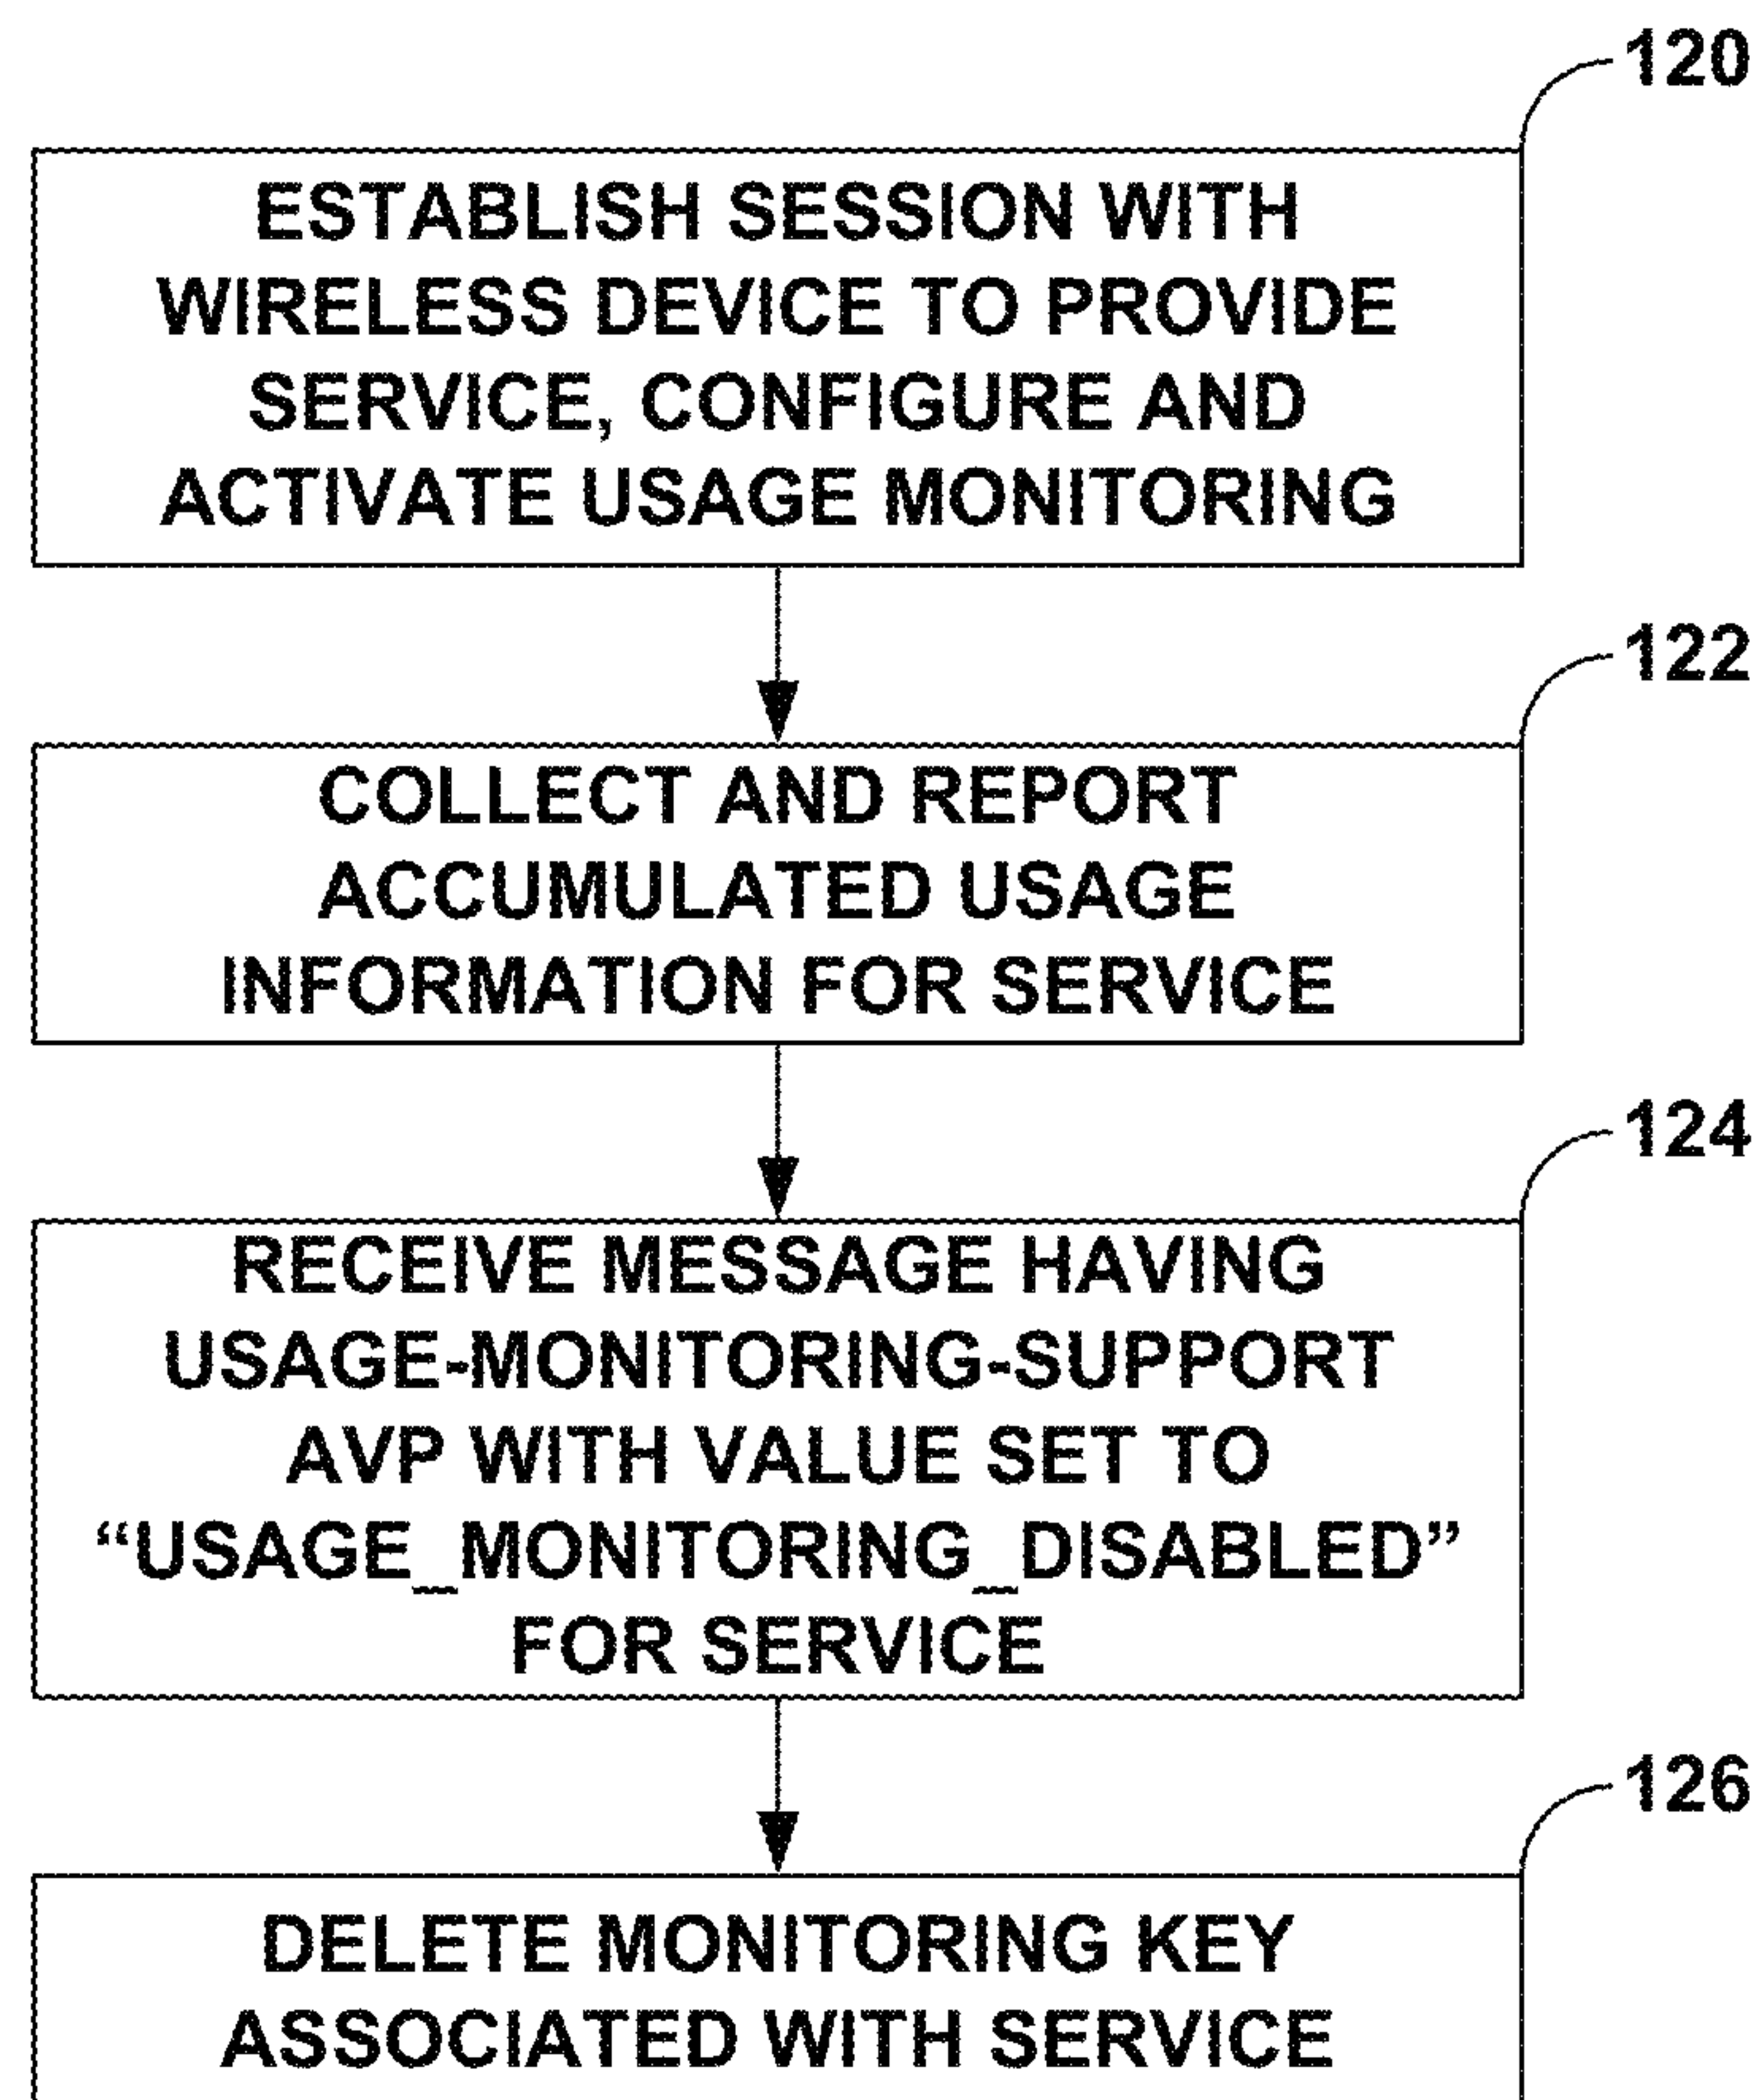 120
ESTABLISH SESSION WITH
WIRELESS DEVICE TO PROVIDE
SERVICE, CONFIGURE AND
ACTIVATE USAGE MONITORING
122
COLLECT AND REPORT
ACCUMULATED USAGE
INFORMATION FOR SERVICE
124
RECEIVE MESSAGE HAVING
USAGE-MONITORING-SUPPORT
AVP WITH VALUE SET TO
“USAGE_MONITORING_DISABLED”
FOR SERVICE
126
DELETE MONITORING KEY
ASSOCIATED WITH SERVICE